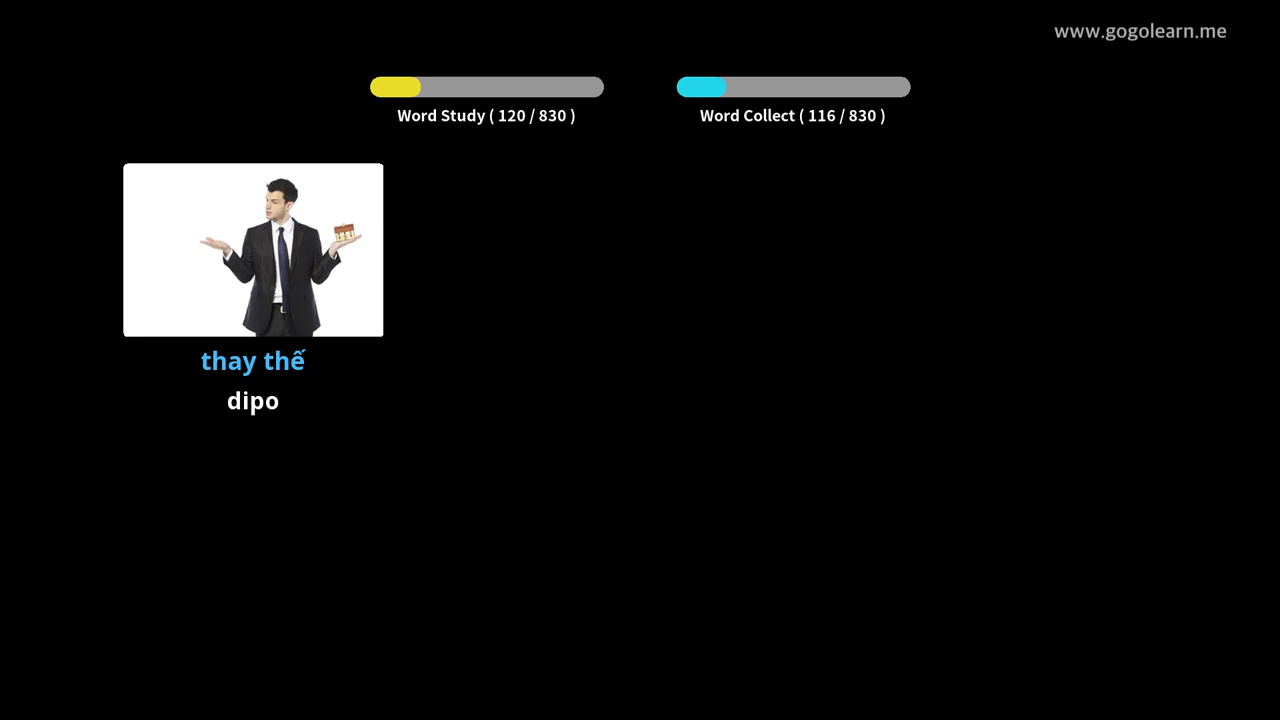 www.gogolearn.me
Word Study ( 120 / 830 )
Word Collect ( 116 / 830 )
thay thế
dipo